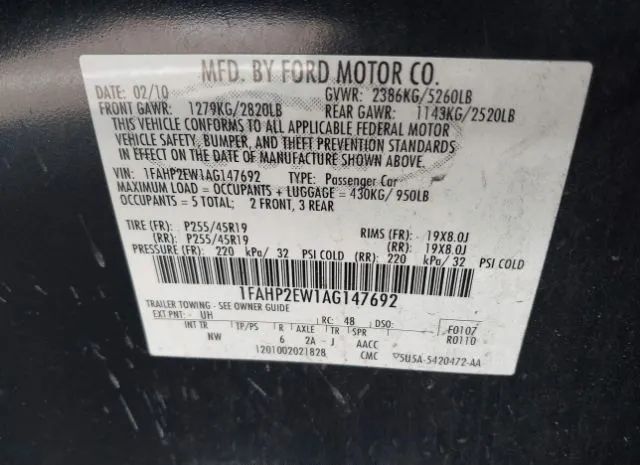 MFD. BY FORD MOTOR CO.
DATE: 02/10 GVWR: 2386KG/5260LB
FRONT GAWR: 1279KG/2820LB REAR GAWR: 1143KG/2520LB
THIS VEHICLE CONFORMS TO ALL APPLICABLE FEDERAL MOTOR
VEHICLE SAFETY, BUMPER, AND THEFT PREVENTION STANDARDS
IN EFFECT ON THE DATE OF MANUFACTURE SHOWN ABOVE.
VIN: 1FAHP2EW1AG147692 TYPE: Passenger Car
MAXIMUM LOAD = OCCUPANTS + LUGGAGE = 430KG/ 950LB
OCCUPANTS = 5 TOTAL; 2 FRONT, 3 REAR
TIRE (FR): P255/45R19 RIMS (FR): 19X8.0J
(RR): P255/45R19 (RR): 19X8.0J
PRESSURE (FR): 220 kPa/ 32 PSI COLD (RR): 220 kPa/ 32 PSI COLD
1FAHP2EW1AG147692
TRAILER TOWING - SEE OWNER GUIDE
EXT PNT: UH RC: 48 DSO: F0107
INT TR TP/PS R AXLE TR SPR R0110
NW 6 2A J AACC
1201002021828 CMC ▽5U5A-5420472-AA